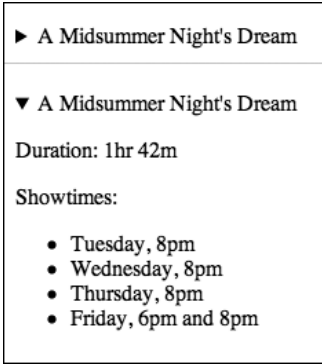 ▶ A Midsummer Night's Dream
▼ A Midsummer Night's Dream
Duration: 1hr 42m
Showtimes:
• Tuesday, 8pm
• Wednesday, 8pm
• Thursday, 8pm
• Friday, 6pm and 8pm